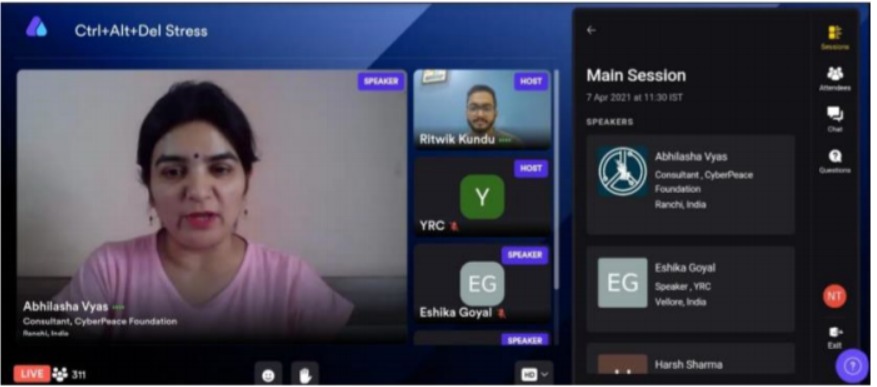 Ctrl+Alt+Del Stress
SPEAKER
Abhilasha Vyas
Consultant, CyberPeace Foundation
Ranchi, India
HOST
Ritwik Kundu
HOST
Y
YRC
SPEAKER
EG
Eshika Goyal
SPEAKER
LIVE 311
HD
Main Session
7 Apr 2021 at 11:30 IST
SPEAKERS
Abhilasha Vyas
Consultant , CyberPeace
Foundation
Ranchi, India
EG
Eshika Goyal
Speaker , YRC
Vellore, India
Harsh Sharma
Sessions
Attendees
Chat
?
Questions
NT
Exit
?